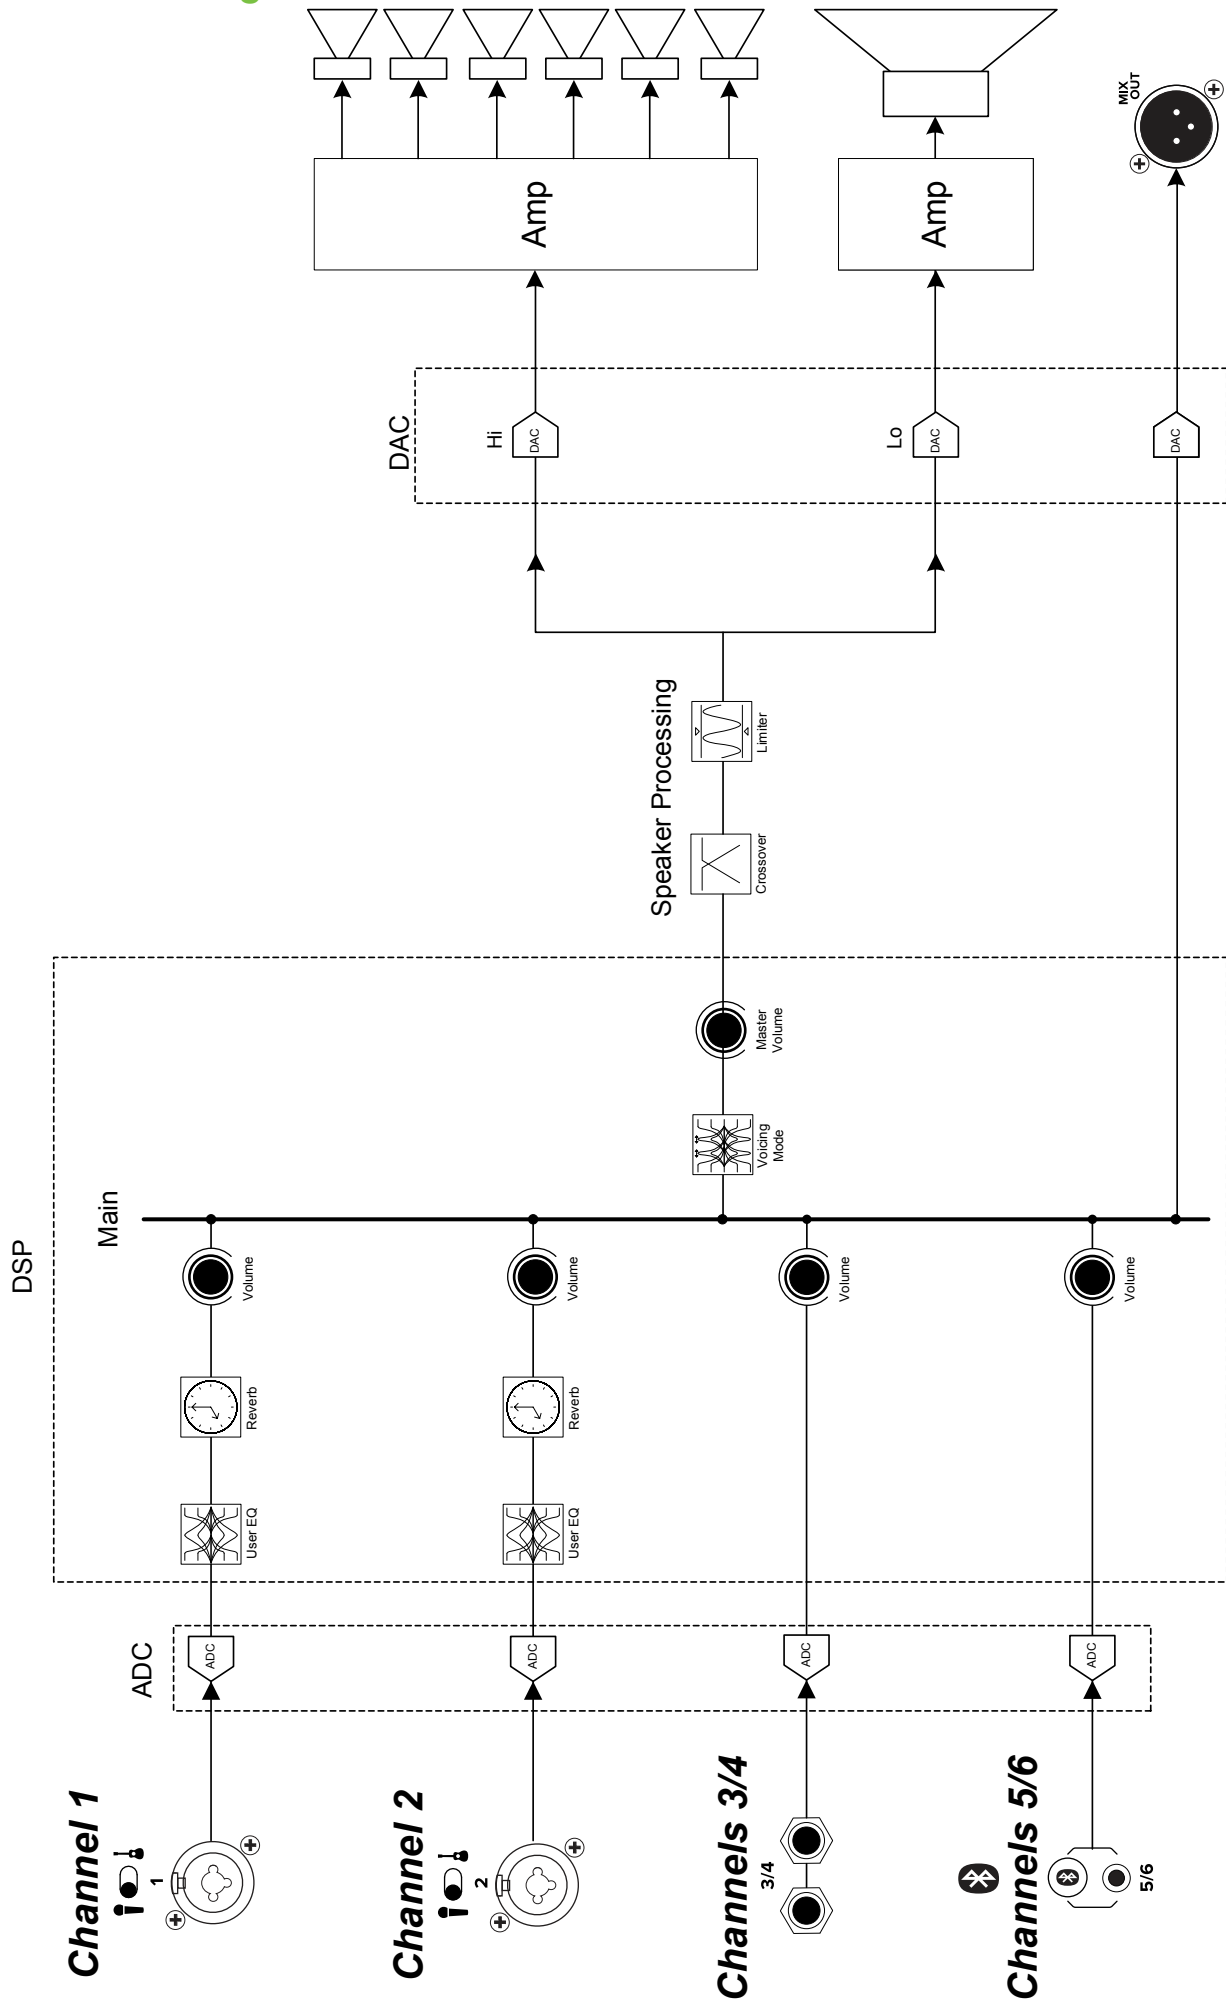 DSP
ADC
Main
DAC
Channel 1
1
ADC
User EQ
Reverb
Volume
Channel 2
2
ADC
User EQ
Reverb
Volume
Channels 3/4
3/4
ADC
Volume
Channels 5/6
5/6
ADC
Volume
Voicing
Mode
Master
Volume
Speaker Processing
Crossover
Limiter
Hi
DAC
Amp
Lo
DAC
Amp
DAC
MIX
OUT